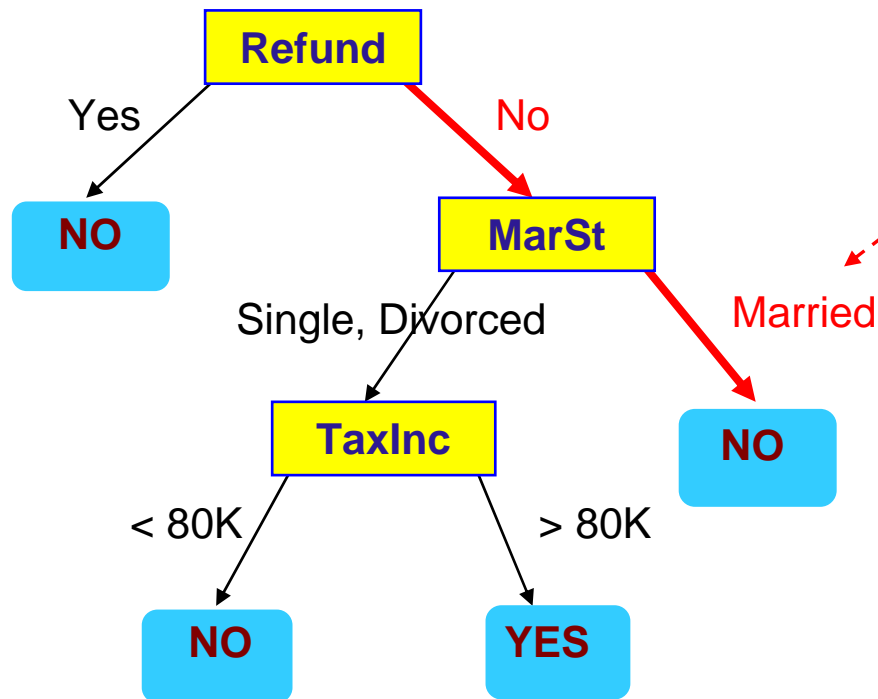 Refund
Yes
No
NO
MarSt
Single, Divorced
Married
TaxInc
NO
< 80K
> 80K
NO
YES